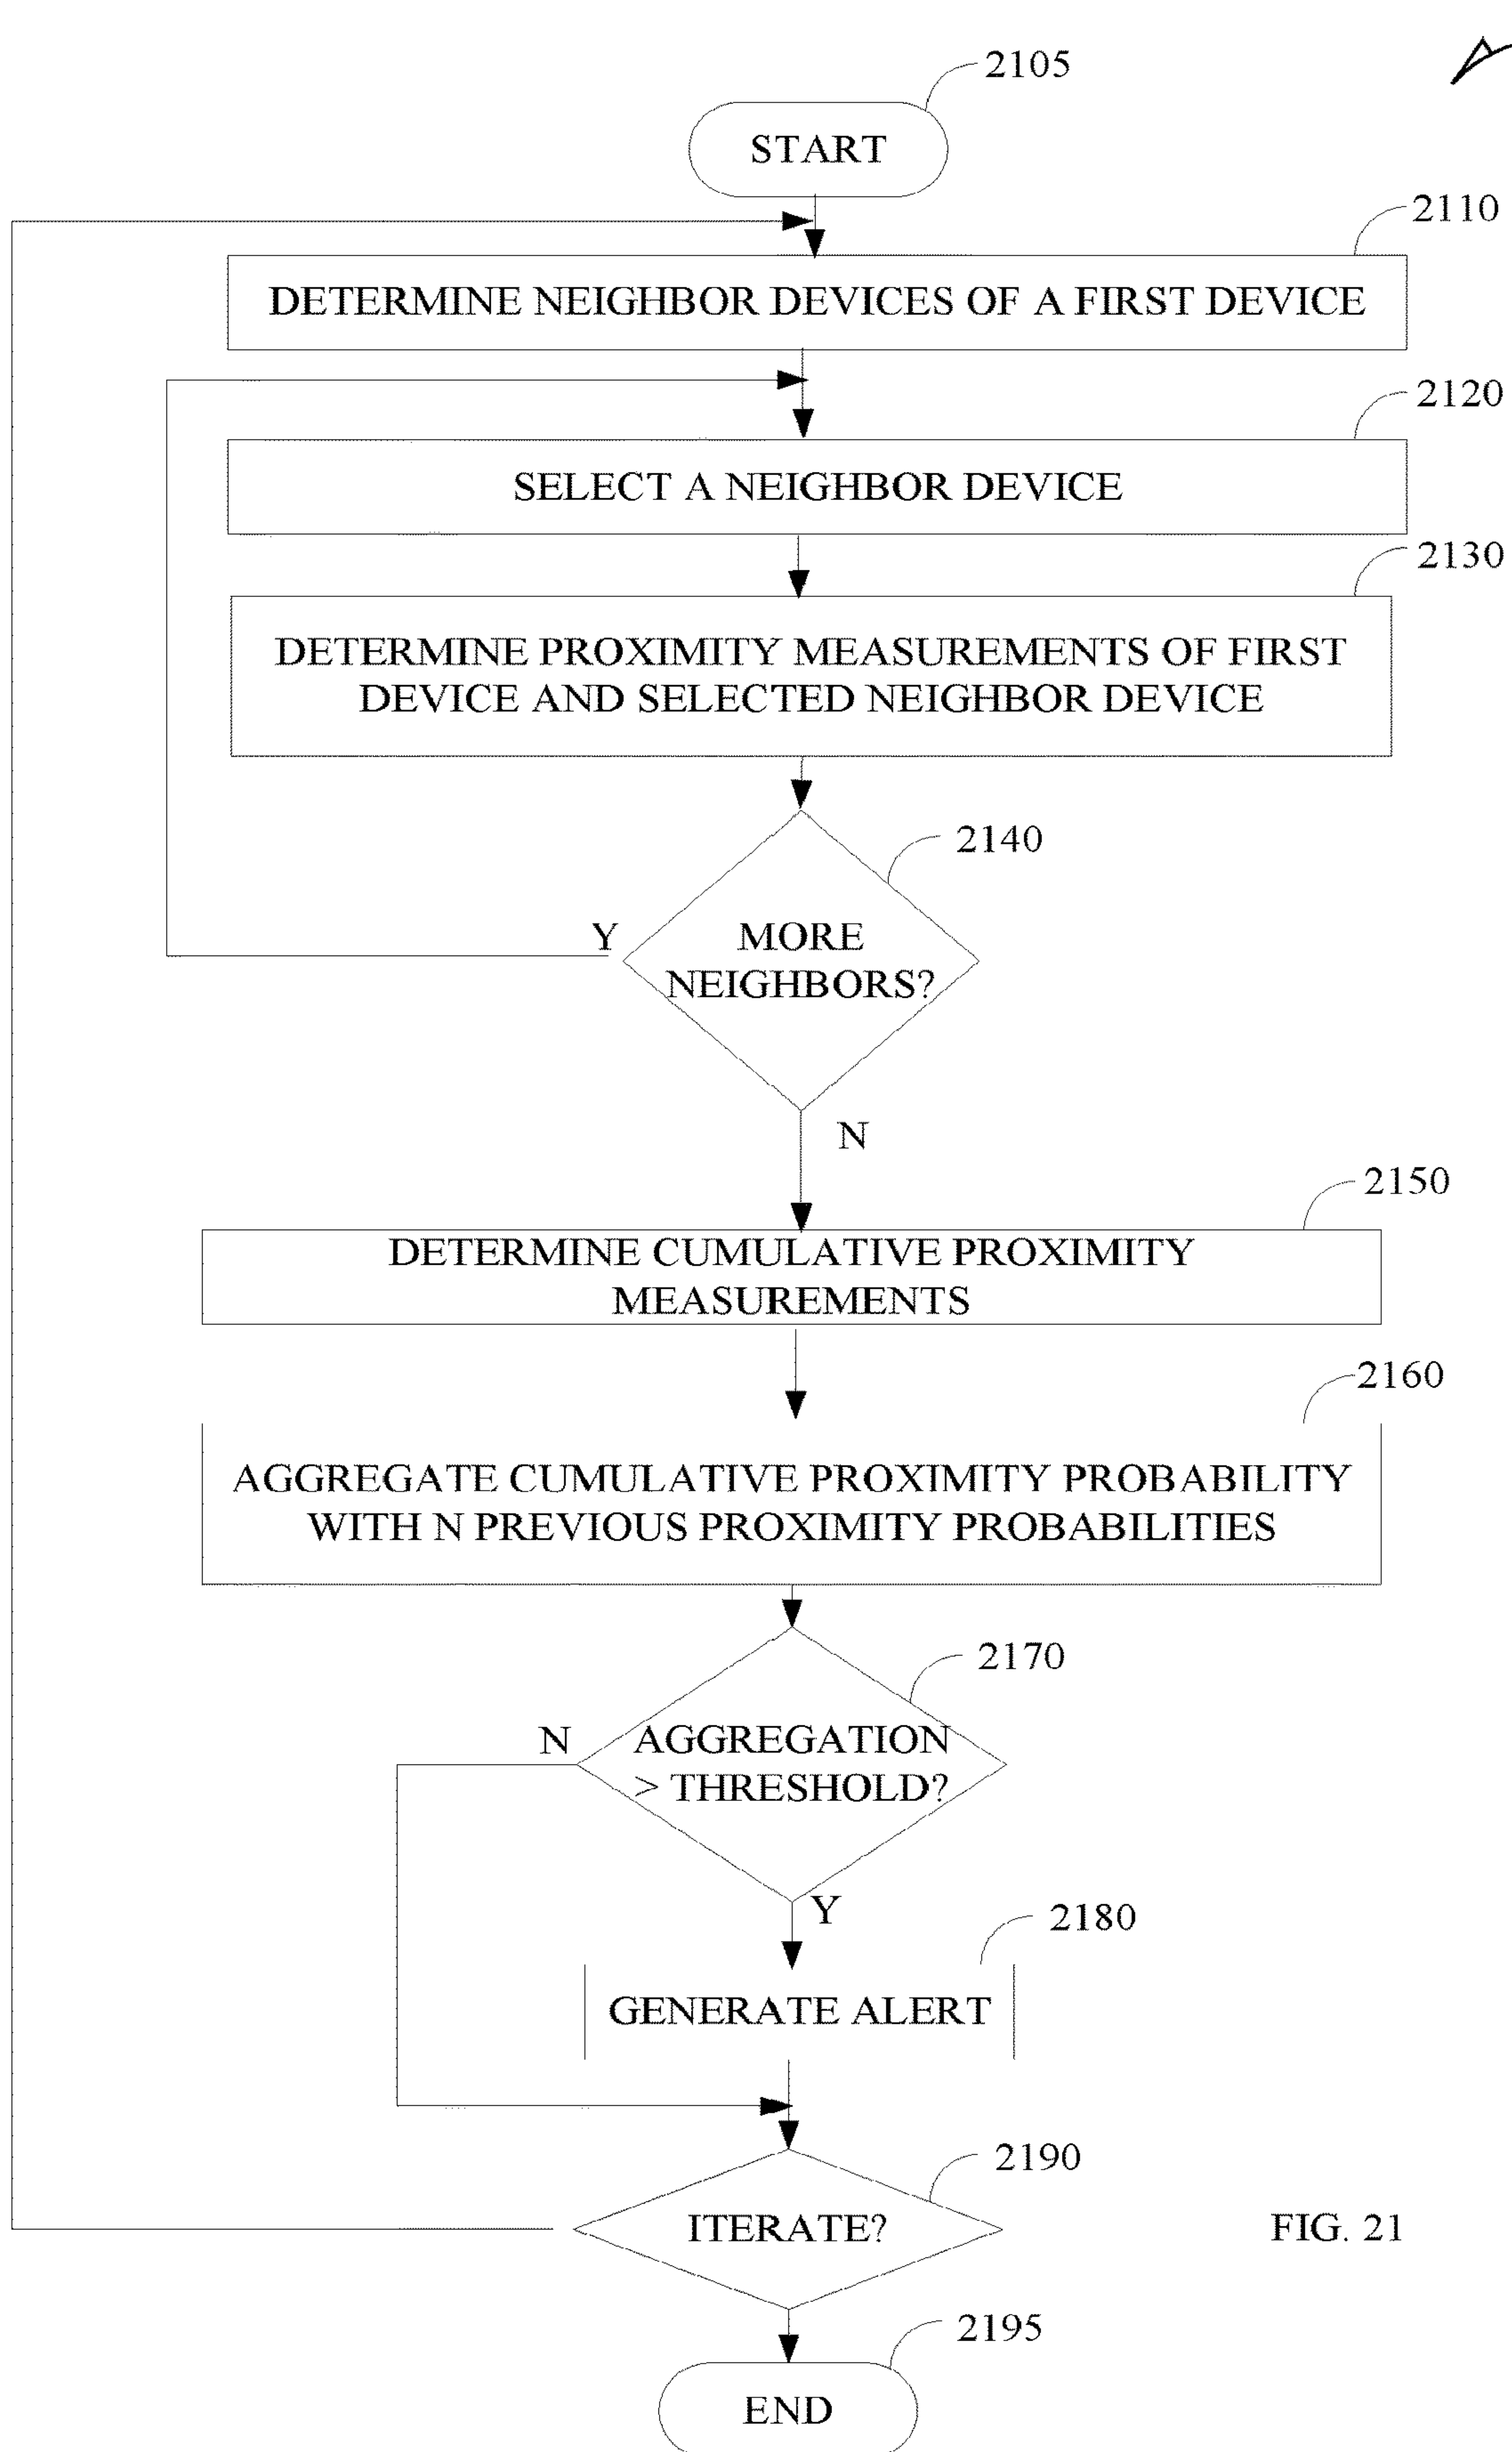 2105
START
2110
DETERMINE NEIGHBOR DEVICES OF A FIRST DEVICE
2120
SELECT A NEIGHBOR DEVICE
2130
DETERMINE PROXIMITY MEASUREMENTS OF FIRST
DEVICE AND SELECTED NEIGHBOR DEVICE
2140
Y
MORE
NEIGHBORS?
N
2150
DETERMINE CUMULATIVE PROXIMITY
MEASUREMENTS
2160
AGGREGATE CUMULATIVE PROXIMITY PROBABILITY
WITH N PREVIOUS PROXIMITY PROBABILITIES
2170
N
AGGREGATION
> THRESHOLD?
Y
2180
GENERATE ALERT
2190
ITERATE?
FIG. 21
2195
END